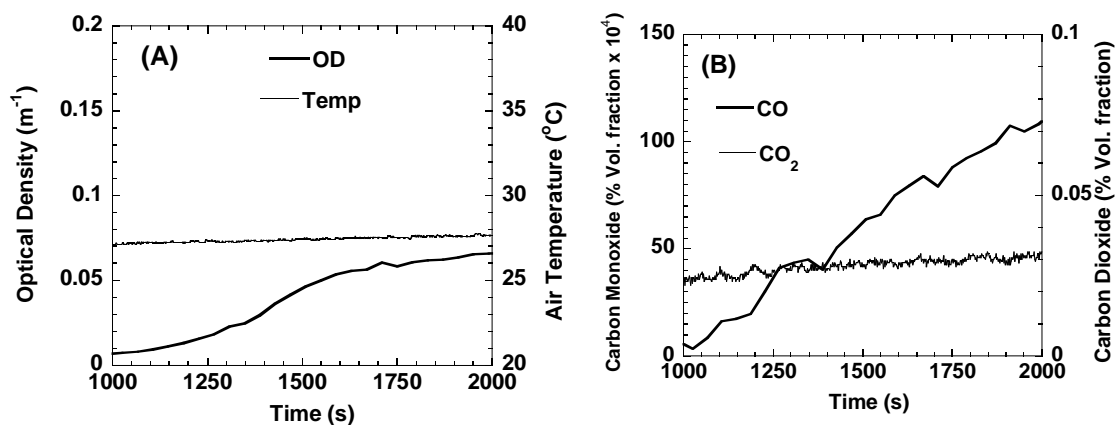 (A)
OD
Temp
0.2
0.15
0.1
0.05
0
Optical Density (m⁻¹)
40
35
30
25
20
Air Temperature (°C)
1000 1250 1500 1750 2000
Time (s)
(B)
CO
CO₂
150
100
50
0
Carbon Monoxide (% Vol. fraction x 10⁴)
0.1
0.05
0
Carbon Dioxide (% Vol. fraction)
1000 1250 1500 1750 2000
Time (s)